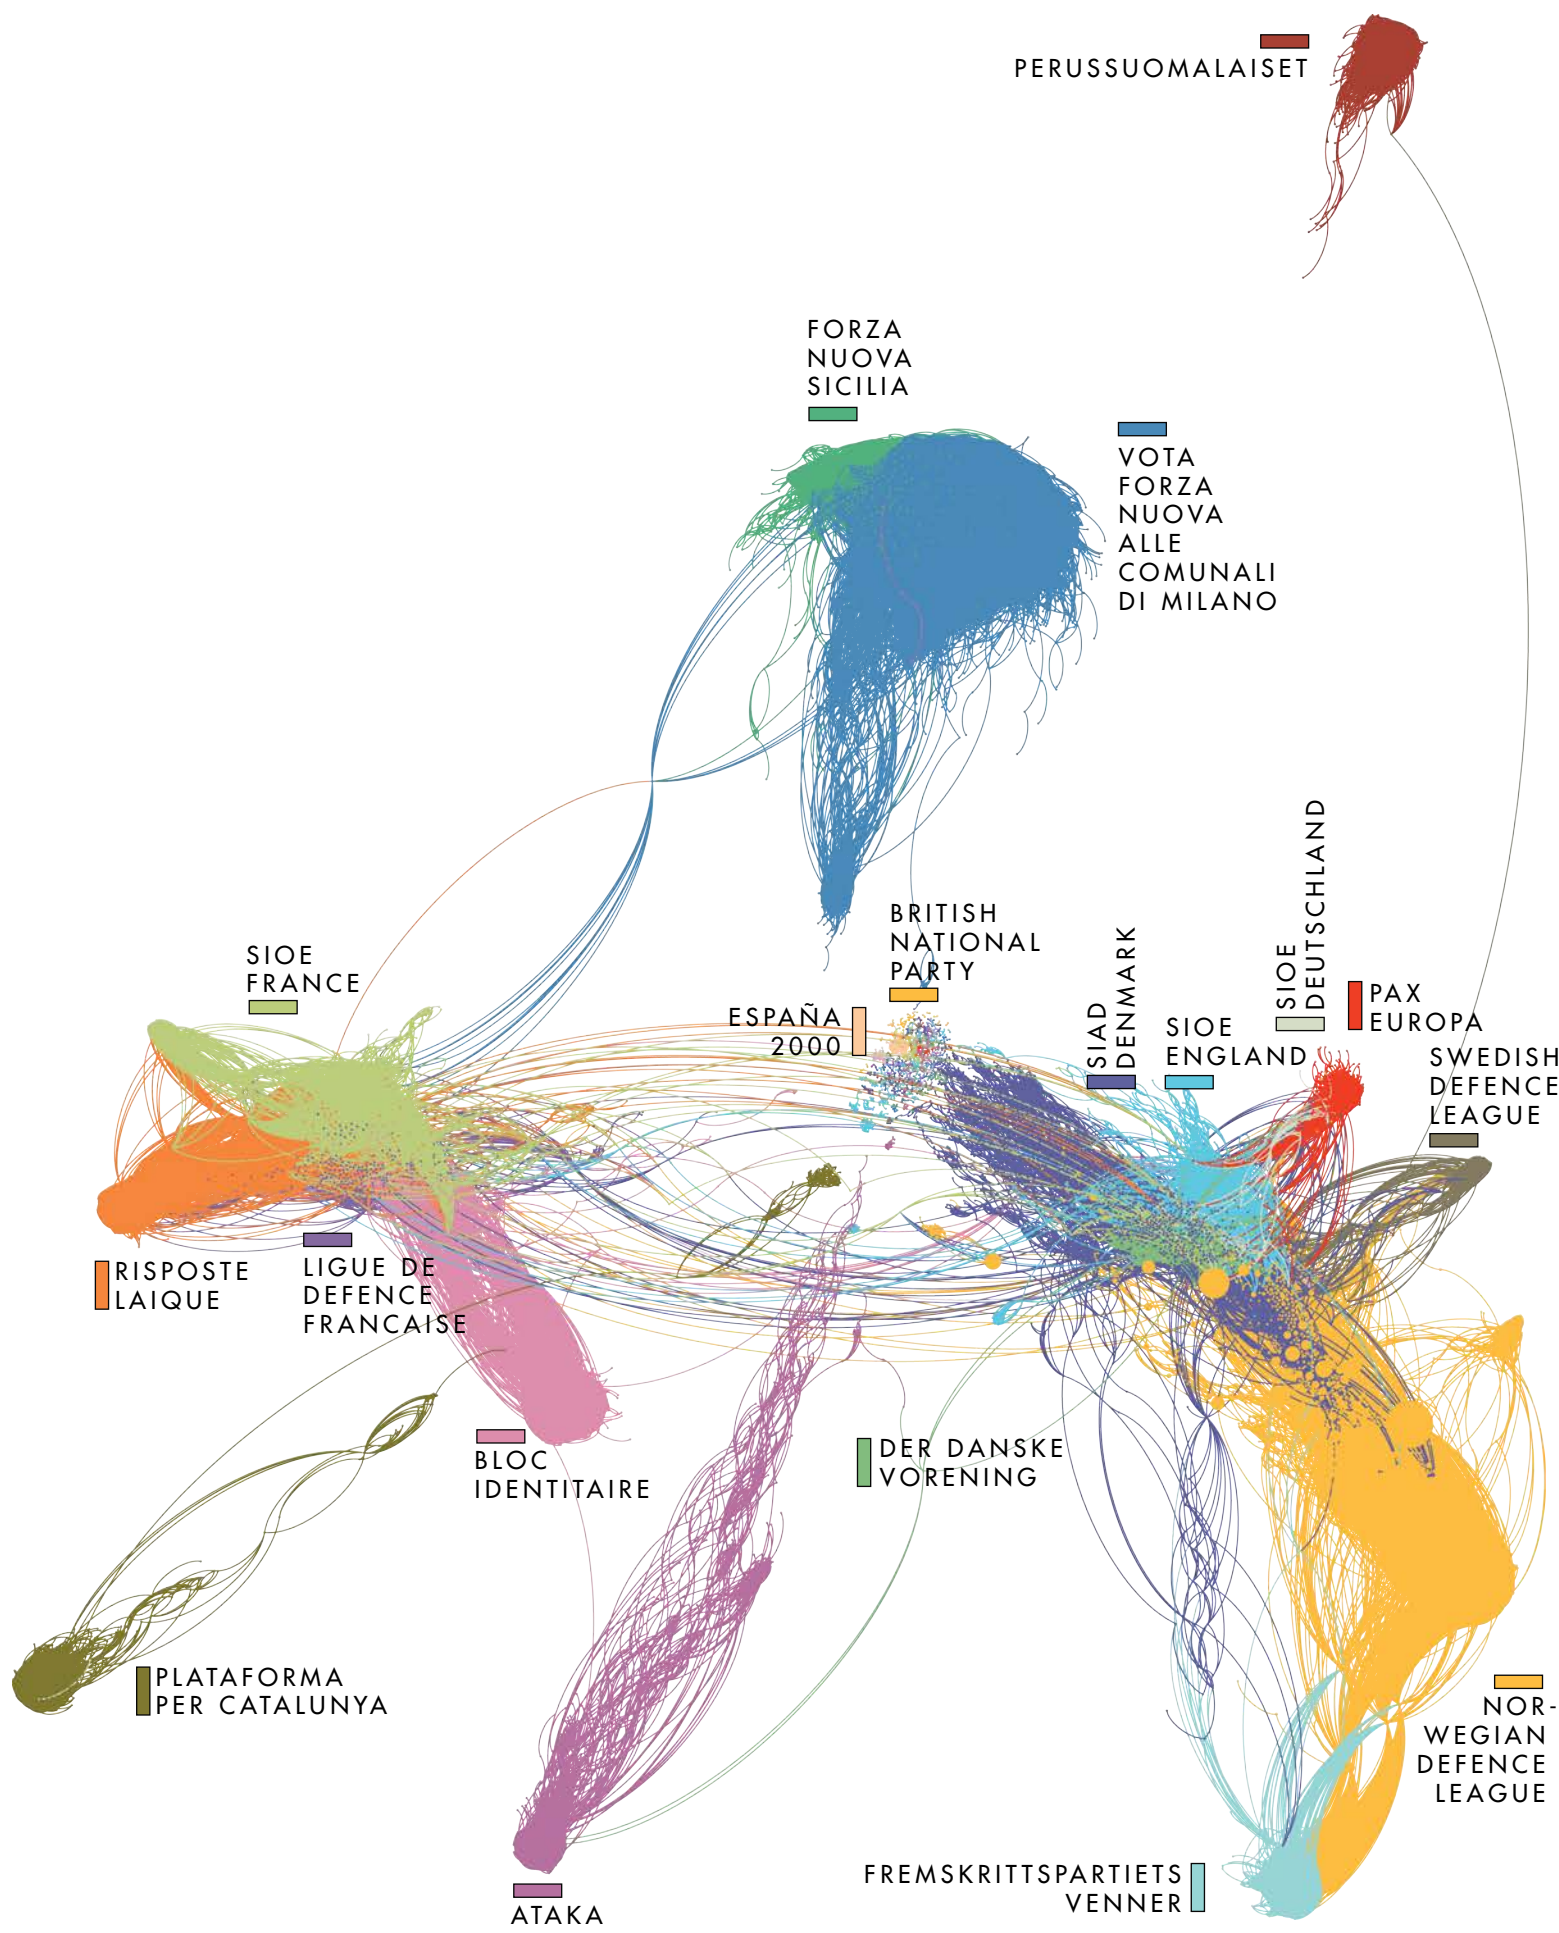 PERUSSUOMALAISET
FORZA
NUOVA
SICILIA
VOTA
FORZA
NUOVA
ALLE
COMUNALI
DI MILANO
SIOE
FRANCE
BRITISH
NATIONAL
PARTY
ESPAÑA
2000
SIAD
DENMARK
SIOE
ENGLAND
SIOE
DEUTSCHLAND
PAX
EUROPA
SWEDISH
DEFENCE
LEAGUE
RISPOSTE
LAIQUE
LIGUE DE
DEFENCE
FRANCAISE
BLOC
IDENTITAIRE
DER DANSKE
VORENING
PLATAFORMA
PER CATALUNYA
NOR-
WEGIAN
DEFENCE
LEAGUE
FREMSKRITTSPARTIETS
VENNER
ATAKA